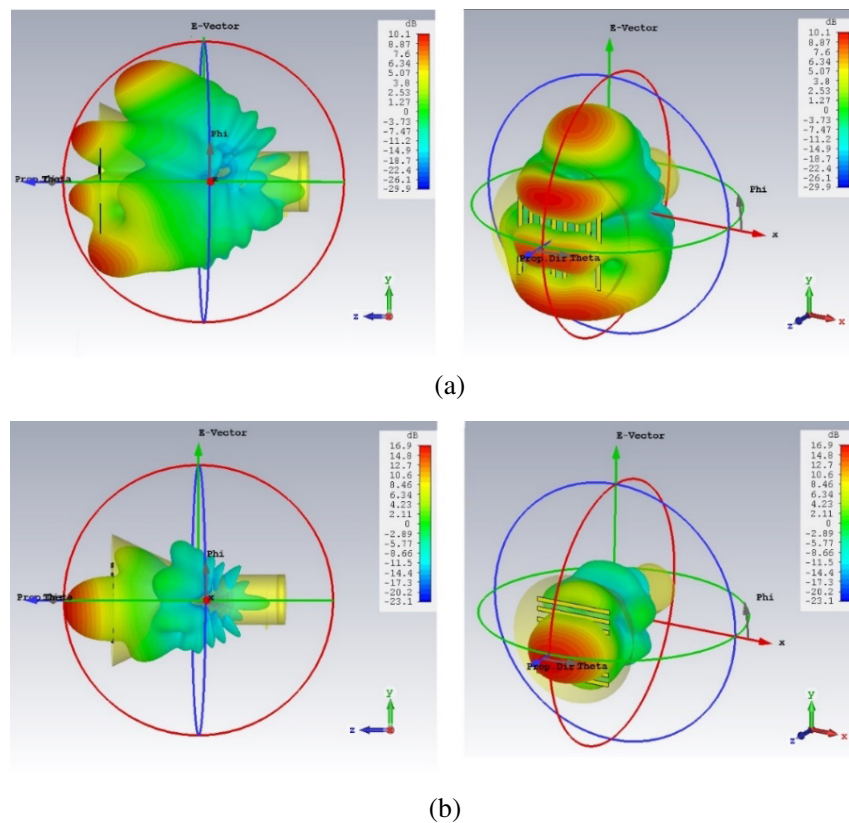 E-Vector
dB
10.1
8.87
7.6
6.34
5.07
3.8
2.53
1.27
0
-3.73
-7.47
-11.2
-14.9
-18.7
-22.4
-26.1
-29.9
Phi
y
z
E-Vector
dB
10.1
8.87
7.6
6.34
5.07
3.8
2.53
1.27
0
-3.73
-7.47
-11.2
-14.9
-18.7
-22.4
-26.1
-29.9
Phi
x
Prop.Dir.Theta
y
z
x
(a)
E-Vector
dB
16.9
14.8
12.7
10.6
8.46
6.34
4.23
2.11
0
-2.89
-5.77
-8.66
-11.5
-14.4
-17.3
-20.2
-23.1
Phi
x
y
z
E-Vector
dB
16.9
14.8
12.7
10.6
8.46
6.34
4.23
2.11
0
-2.89
-5.77
-8.66
-11.5
-14.4
-17.3
-20.2
-23.1
Phi
x
Prop.Dir.Theta
y
z
x
(b)